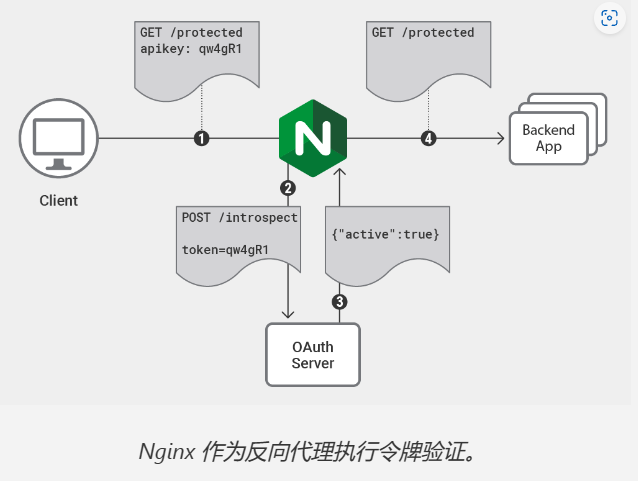 GET /protected
apikey: qw4gR1
GET /protected
1
4
N
Backend
App
Client
2
POST /introspect
token=qw4gR1
{"active":true}
3
OAuth
Server
Nginx 作为反向代理执行令牌验证。